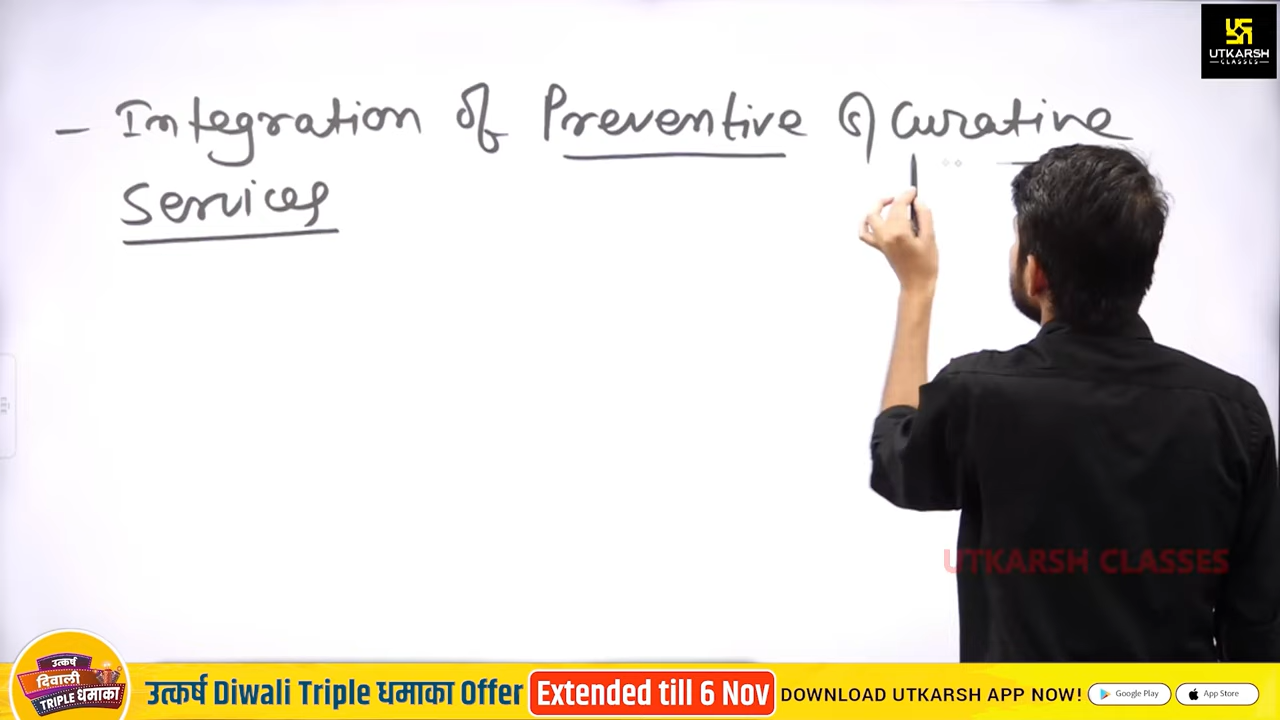 UTKARSH
CLASSES
- Integration of Preventive & Curative
Services
UTKARSH CLASSES
उत्कर्ष
दिवाली
TRIPLE धमाका
उत्कर्ष Diwali Triple धमाका Offer Extended till 6 Nov DOWNLOAD UTKARSH APP NOW! Google Play App Store